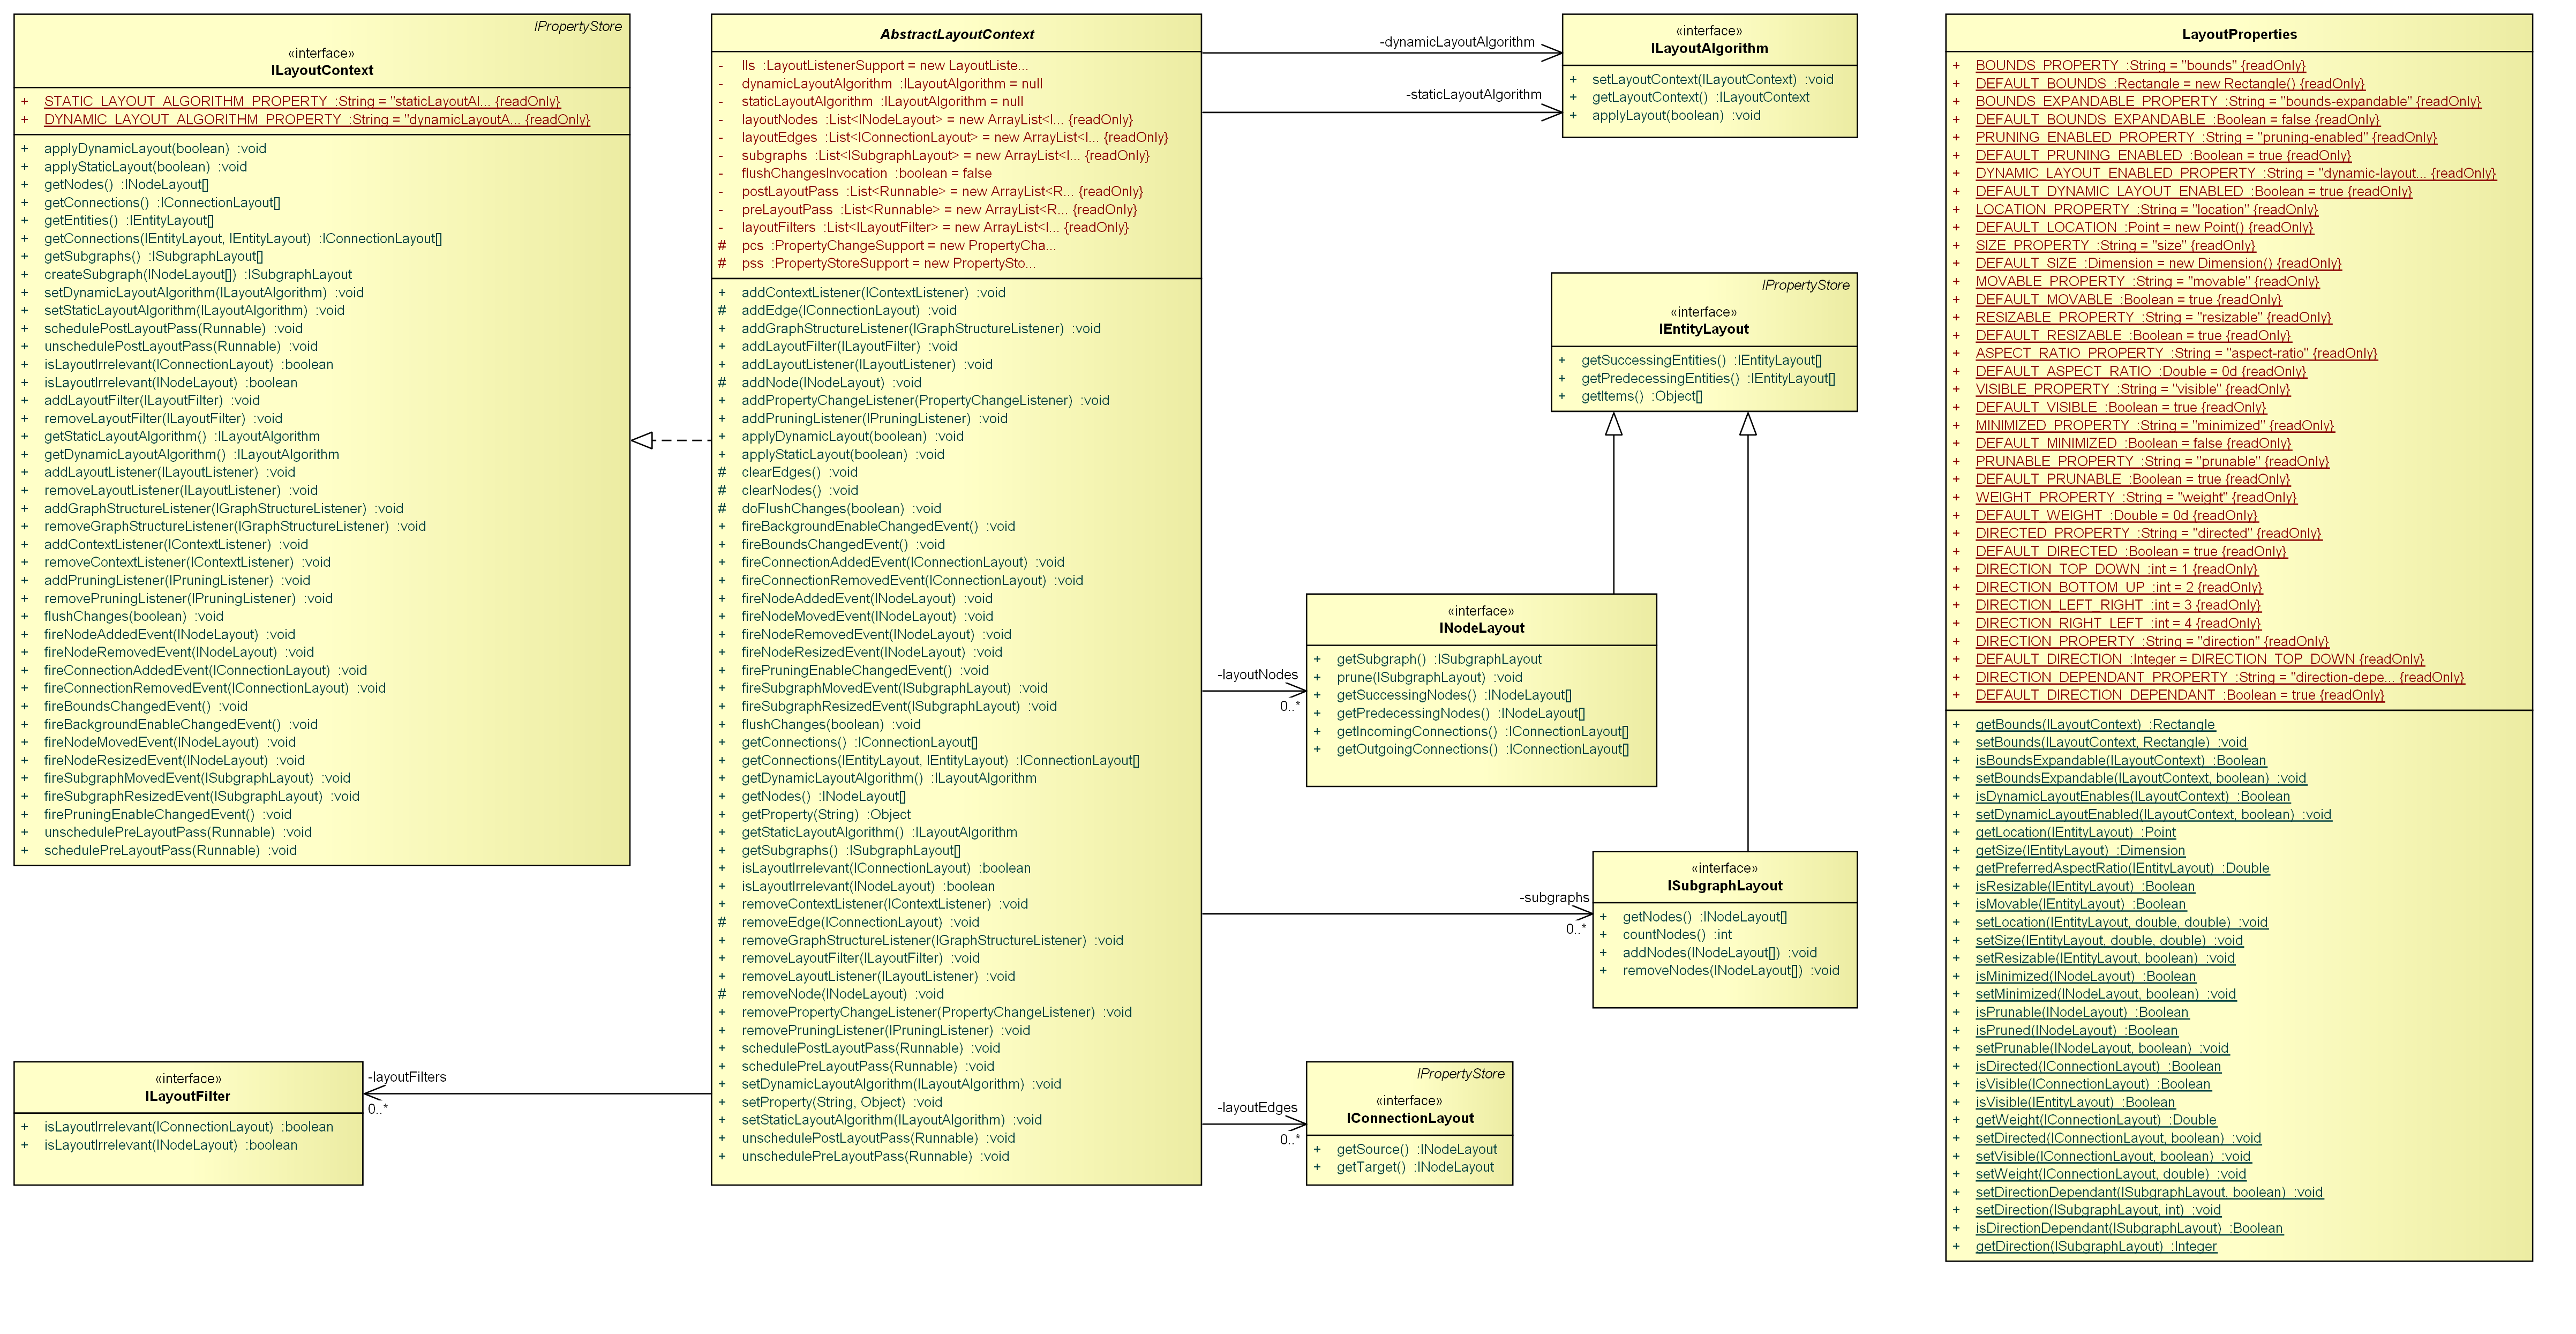 IPropertyStore
«interface»
ILayoutContext
+ STATIC_LAYOUT_ALGORITHM_PROPERTY :String = "staticLayoutAl... {readOnly}
+ DYNAMIC_LAYOUT_ALGORITHM_PROPERTY :String = "dynamicLayoutA... {readOnly}
+ applyDynamicLayout(boolean) :void
+ applyStaticLayout(boolean) :void
+ getNodes() :INodeLayout[]
+ getConnections() :IConnectionLayout[]
+ getEntities() :IEntityLayout[]
+ getConnections(IEntityLayout, IEntityLayout) :IConnectionLayout[]
+ getSubgraphs() :ISubgraphLayout[]
+ createSubgraph(INodeLayout[]) :ISubgraphLayout
+ setDynamicLayoutAlgorithm(ILayoutAlgorithm) :void
+ setStaticLayoutAlgorithm(ILayoutAlgorithm) :void
+ schedulePostLayoutPass(Runnable) :void
+ unschedulePostLayoutPass(Runnable) :void
+ isLayoutIrrelevant(IConnectionLayout) :boolean
+ isLayoutIrrelevant(INodeLayout) :boolean
+ addLayoutFilter(ILayoutFilter) :void
+ removeLayoutFilter(ILayoutFilter) :void
+ getStaticLayoutAlgorithm() :ILayoutAlgorithm
+ getDynamicLayoutAlgorithm() :ILayoutAlgorithm
+ addLayoutListener(ILayoutListener) :void
+ removeLayoutListener(ILayoutListener) :void
+ addGraphStructureListener(IGraphStructureListener) :void
+ removeGraphStructureListener(IGraphStructureListener) :void
+ addContextListener(IContextListener) :void
+ removeContextListener(IContextListener) :void
+ addPruningListener(IPruningListener) :void
+ removePruningListener(IPruningListener) :void
+ flushChanges(boolean) :void
+ fireNodeAddedEvent(INodeLayout) :void
+ fireNodeRemovedEvent(INodeLayout) :void
+ fireConnectionAddedEvent(IConnectionLayout) :void
+ fireConnectionRemovedEvent(IConnectionLayout) :void
+ fireBoundsChangedEvent() :void
+ fireBackgroundEnableChangedEvent() :void
+ fireNodeMovedEvent(INodeLayout) :void
+ fireNodeResizedEvent(INodeLayout) :void
+ fireSubgraphMovedEvent(ISubgraphLayout) :void
+ fireSubgraphResizedEvent(ISubgraphLayout) :void
+ firePruningEnableChangedEvent() :void
+ unschedulePreLayoutPass(Runnable) :void
+ schedulePreLayoutPass(Runnable) :void
«interface»
ILayoutFilter
+ isLayoutIrrelevant(IConnectionLayout) :boolean
+ isLayoutIrrelevant(INodeLayout) :boolean
-layoutFilters
0..*
AbstractLayoutContext
- lls :LayoutListenerSupport = new LayoutListe...
- dynamicLayoutAlgorithm :ILayoutAlgorithm = null
- staticLayoutAlgorithm :ILayoutAlgorithm = null
- layoutNodes :List<INodeLayout> = new ArrayList<I... {readOnly}
- layoutEdges :List<IConnectionLayout> = new ArrayList<I... {readOnly}
- subgraphs :List<ISubgraphLayout> = new ArrayList<I... {readOnly}
- flushChangesInvocation :boolean = false
- postLayoutPass :List<Runnable> = new ArrayList<R... {readOnly}
- preLayoutPass :List<Runnable> = new ArrayList<R... {readOnly}
- layoutFilters :List<ILayoutFilter> = new ArrayList<I... {readOnly}
# pcs :PropertyChangeSupport = new PropertyCha...
# pss :PropertyStoreSupport = new PropertySto...
+ addContextListener(IContextListener) :void
# addEdge(IConnectionLayout) :void
+ addGraphStructureListener(IGraphStructureListener) :void
+ addLayoutFilter(ILayoutFilter) :void
+ addLayoutListener(ILayoutListener) :void
# addNode(INodeLayout) :void
+ addPropertyChangeListener(PropertyChangeListener) :void
+ addPruningListener(IPruningListener) :void
+ applyDynamicLayout(boolean) :void
+ applyStaticLayout(boolean) :void
# clearEdges() :void
# clearNodes() :void
# doFlushChanges(boolean) :void
+ fireBackgroundEnableChangedEvent() :void
+ fireBoundsChangedEvent() :void
+ fireConnectionAddedEvent(IConnectionLayout) :void
+ fireConnectionRemovedEvent(IConnectionLayout) :void
+ fireNodeAddedEvent(INodeLayout) :void
+ fireNodeMovedEvent(INodeLayout) :void
+ fireNodeRemovedEvent(INodeLayout) :void
+ fireNodeResizedEvent(INodeLayout) :void
+ firePruningEnableChangedEvent() :void
+ fireSubgraphMovedEvent(ISubgraphLayout) :void
+ fireSubgraphResizedEvent(ISubgraphLayout) :void
+ flushChanges(boolean) :void
+ getConnections() :IConnectionLayout[]
+ getConnections(IEntityLayout, IEntityLayout) :IConnectionLayout[]
+ getDynamicLayoutAlgorithm() :ILayoutAlgorithm
+ getNodes() :INodeLayout[]
+ getProperty(String) :Object
+ getStaticLayoutAlgorithm() :ILayoutAlgorithm
+ getSubgraphs() :ISubgraphLayout[]
+ isLayoutIrrelevant(IConnectionLayout) :boolean
+ isLayoutIrrelevant(INodeLayout) :boolean
+ removeContextListener(IContextListener) :void
# removeEdge(IConnectionLayout) :void
+ removeGraphStructureListener(IGraphStructureListener) :void
+ removeLayoutFilter(ILayoutFilter) :void
+ removeLayoutListener(ILayoutListener) :void
# removeNode(INodeLayout) :void
+ removePropertyChangeListener(PropertyChangeListener) :void
+ removePruningListener(IPruningListener) :void
+ schedulePostLayoutPass(Runnable) :void
+ schedulePreLayoutPass(Runnable) :void
+ setDynamicLayoutAlgorithm(ILayoutAlgorithm) :void
+ setProperty(String, Object) :void
+ setStaticLayoutAlgorithm(ILayoutAlgorithm) :void
+ unschedulePostLayoutPass(Runnable) :void
+ unschedulePreLayoutPass(Runnable) :void
-dynamicLayoutAlgorithm
-staticLayoutAlgorithm
«interface»
ILayoutAlgorithm
+ setLayoutContext(ILayoutContext) :void
+ getLayoutContext() :ILayoutContext
+ applyLayout(boolean) :void
IPropertyStore
«interface»
IEntityLayout
+ getSuccessingEntities() :IEntityLayout[]
+ getPredecessingEntities() :IEntityLayout[]
+ getItems() :Object[]
-layoutNodes
0..*
«interface»
INodeLayout
+ getSubgraph() :ISubgraphLayout
+ prune(ISubgraphLayout) :void
+ getSuccessingNodes() :INodeLayout[]
+ getPredecessingNodes() :INodeLayout[]
+ getIncomingConnections() :IConnectionLayout[]
+ getOutgoingConnections() :IConnectionLayout[]
-subgraphs
0..*
«interface»
ISubgraphLayout
+ getNodes() :INodeLayout[]
+ countNodes() :int
+ addNodes(INodeLayout[]) :void
+ removeNodes(INodeLayout[]) :void
-layoutEdges
0..*
IPropertyStore
«interface»
IConnectionLayout
+ getSource() :INodeLayout
+ getTarget() :INodeLayout
LayoutProperties
+ BOUNDS_PROPERTY :String = "bounds" {readOnly}
+ DEFAULT_BOUNDS :Rectangle = new Rectangle() {readOnly}
+ BOUNDS_EXPANDABLE_PROPERTY :String = "bounds-expandable" {readOnly}
+ DEFAULT_BOUNDS_EXPANDABLE :Boolean = false {readOnly}
+ PRUNING_ENABLED_PROPERTY :String = "pruning-enabled" {readOnly}
+ DEFAULT_PRUNING_ENABLED :Boolean = true {readOnly}
+ DYNAMIC_LAYOUT_ENABLED_PROPERTY :String = "dynamic-layout... {readOnly}
+ DEFAULT_DYNAMIC_LAYOUT_ENABLED :Boolean = true {readOnly}
+ LOCATION_PROPERTY :String = "location" {readOnly}
+ DEFAULT_LOCATION :Point = new Point() {readOnly}
+ SIZE_PROPERTY :String = "size" {readOnly}
+ DEFAULT_SIZE :Dimension = new Dimension() {readOnly}
+ MOVABLE_PROPERTY :String = "movable" {readOnly}
+ DEFAULT_MOVABLE :Boolean = true {readOnly}
+ RESIZABLE_PROPERTY :String = "resizable" {readOnly}
+ DEFAULT_RESIZABLE :Boolean = true {readOnly}
+ ASPECT_RATIO_PROPERTY :String = "aspect-ratio" {readOnly}
+ DEFAULT_ASPECT_RATIO :Double = 0d {readOnly}
+ VISIBLE_PROPERTY :String = "visible" {readOnly}
+ DEFAULT_VISIBLE :Boolean = true {readOnly}
+ MINIMIZED_PROPERTY :String = "minimized" {readOnly}
+ DEFAULT_MINIMIZED :Boolean = false {readOnly}
+ PRUNABLE_PROPERTY :String = "prunable" {readOnly}
+ DEFAULT_PRUNABLE :Boolean = true {readOnly}
+ WEIGHT_PROPERTY :String = "weight" {readOnly}
+ DEFAULT_WEIGHT :Double = 0d {readOnly}
+ DIRECTED_PROPERTY :String = "directed" {readOnly}
+ DEFAULT_DIRECTED :Boolean = true {readOnly}
+ DIRECTION_TOP_DOWN :int = 1 {readOnly}
+ DIRECTION_BOTTOM_UP :int = 2 {readOnly}
+ DIRECTION_LEFT_RIGHT :int = 3 {readOnly}
+ DIRECTION_RIGHT_LEFT :int = 4 {readOnly}
+ DIRECTION_PROPERTY :String = "direction" {readOnly}
+ DEFAULT_DIRECTION :Integer = DIRECTION_TOP_DOWN {readOnly}
+ DIRECTION_DEPENDANT_PROPERTY :String = "direction-depe... {readOnly}
+ DEFAULT_DIRECTION_DEPENDANT :Boolean = true {readOnly}
+ getBounds(ILayoutContext) :Rectangle
+ setBounds(ILayoutContext, Rectangle) :void
+ isBoundsExpandable(ILayoutContext) :Boolean
+ setBoundsExpandable(ILayoutContext, boolean) :void
+ isDynamicLayoutEnables(ILayoutContext) :Boolean
+ setDynamicLayoutEnabled(ILayoutContext, boolean) :void
+ getLocation(IEntityLayout) :Point
+ getSize(IEntityLayout) :Dimension
+ getPreferredAspectRatio(IEntityLayout) :Double
+ isResizable(IEntityLayout) :Boolean
+ isMovable(IEntityLayout) :Boolean
+ setLocation(IEntityLayout, double, double) :void
+ setSize(IEntityLayout, double, double) :void
+ setResizable(IEntityLayout, boolean) :void
+ isMinimized(INodeLayout) :Boolean
+ setMinimized(INodeLayout, boolean) :void
+ isPrunable(INodeLayout) :Boolean
+ isPruned(INodeLayout) :Boolean
+ setPrunable(INodeLayout, boolean) :void
+ isDirected(IConnectionLayout) :Boolean
+ isVisible(IConnectionLayout) :Boolean
+ isVisible(IEntityLayout) :Boolean
+ getWeight(IConnectionLayout) :Double
+ setDirected(IConnectionLayout, boolean) :void
+ setVisible(IConnectionLayout, boolean) :void
+ setWeight(IConnectionLayout, double) :void
+ setDirectionDependant(ISubgraphLayout, boolean) :void
+ setDirection(ISubgraphLayout, int) :void
+ isDirectionDependant(ISubgraphLayout) :Boolean
+ getDirection(ISubgraphLayout) :Integer